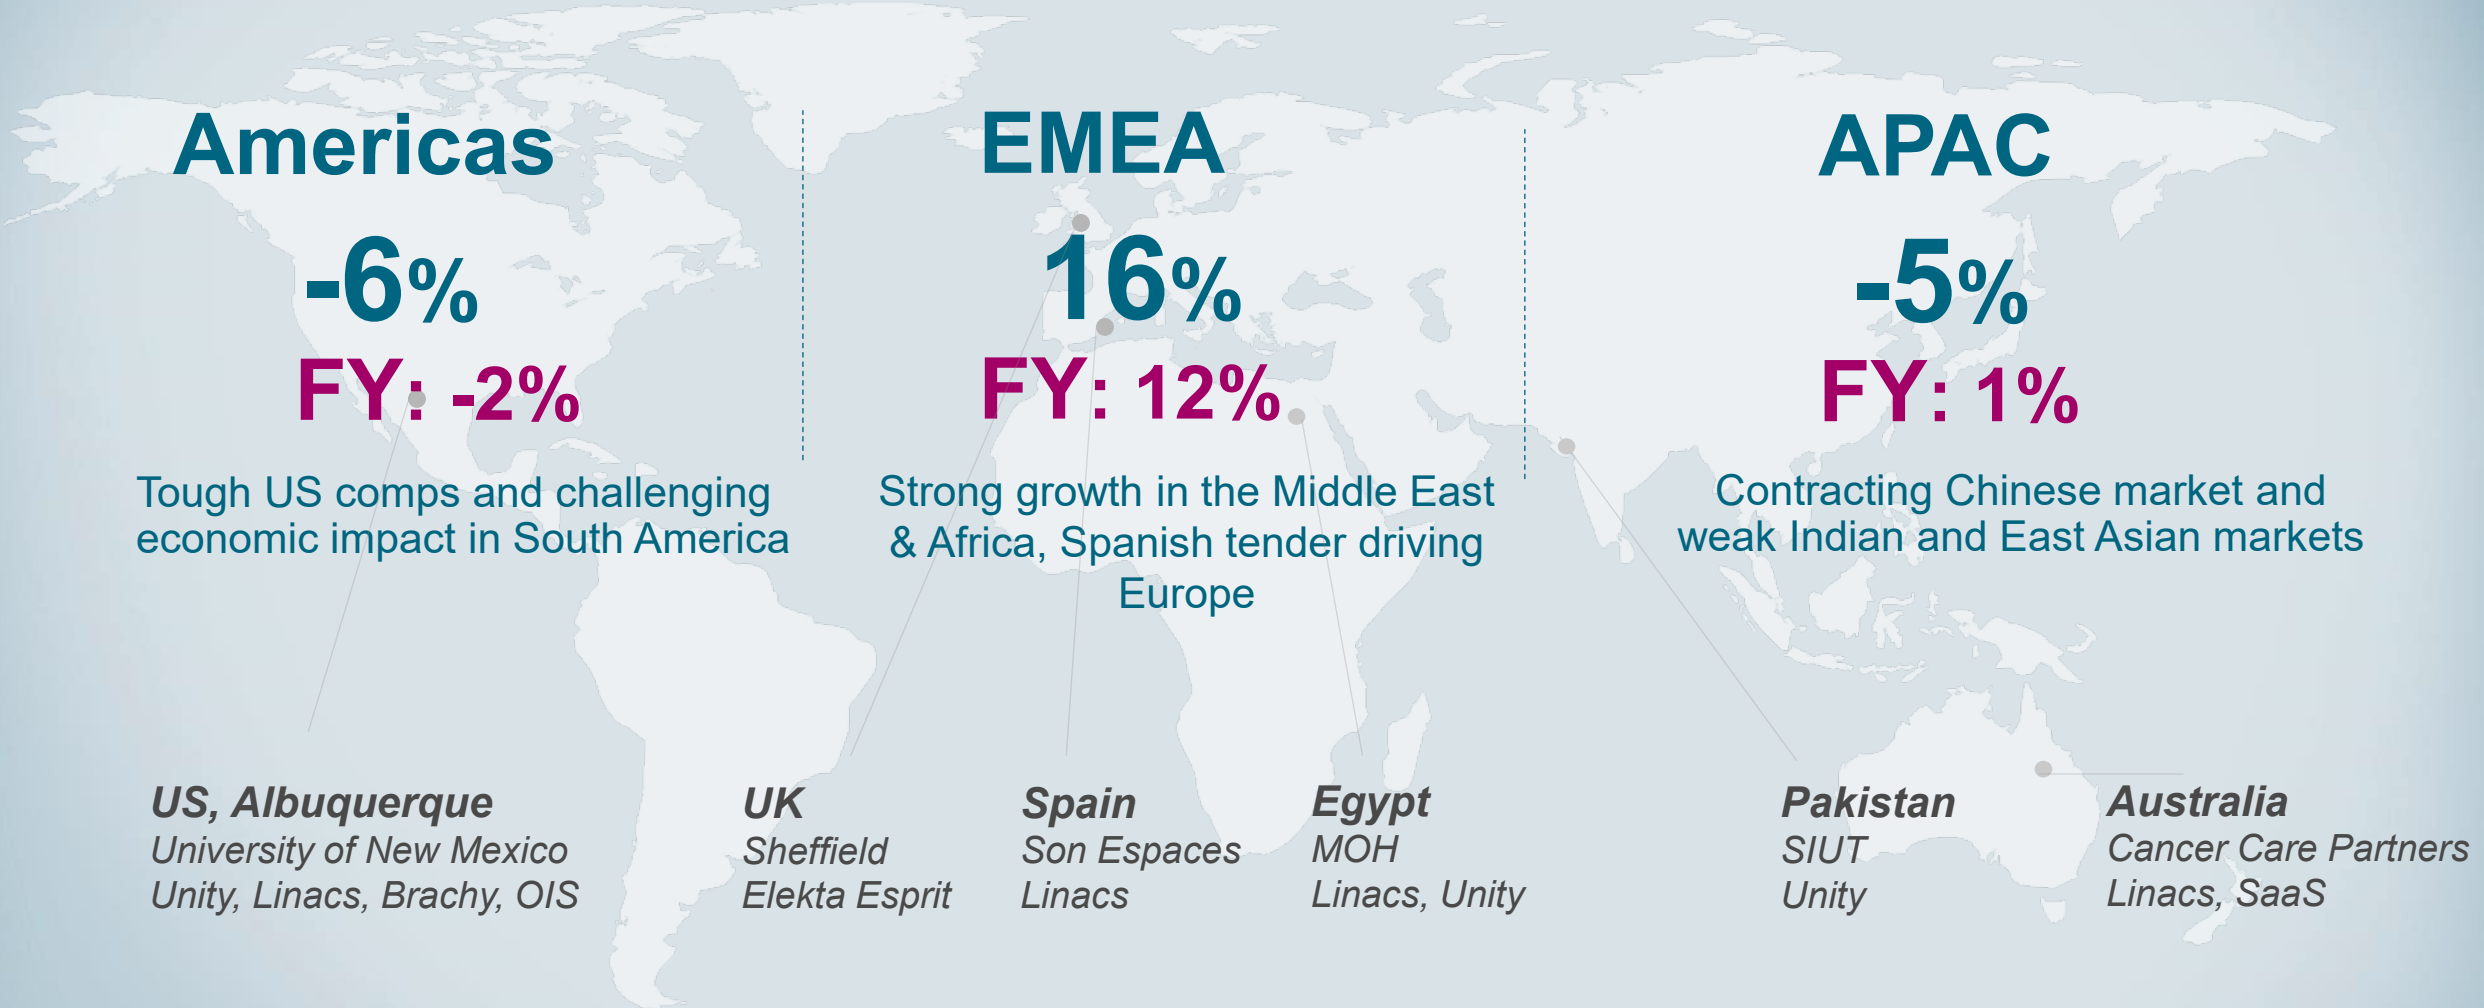 Americas
-6%
FY: -2%
Tough US comps and challenging
economic impact in South America
EMEA
16%
FY: 12%
Strong growth in the Middle East
& Africa, Spanish tender driving
Europe
APAC
-5%
FY: 1%
Contracting Chinese market and
weak Indian and East Asian markets
US, Albuquerque
University of New Mexico
Unity, Linacs, Brachy, OIS
UK
Sheffield
Elekta Esprit
Spain
Son Espaces
Linacs
Egypt
MOH
Linacs, Unity
Pakistan
SIUT
Unity
Australia
Cancer Care Partners
Linacs, SaaS